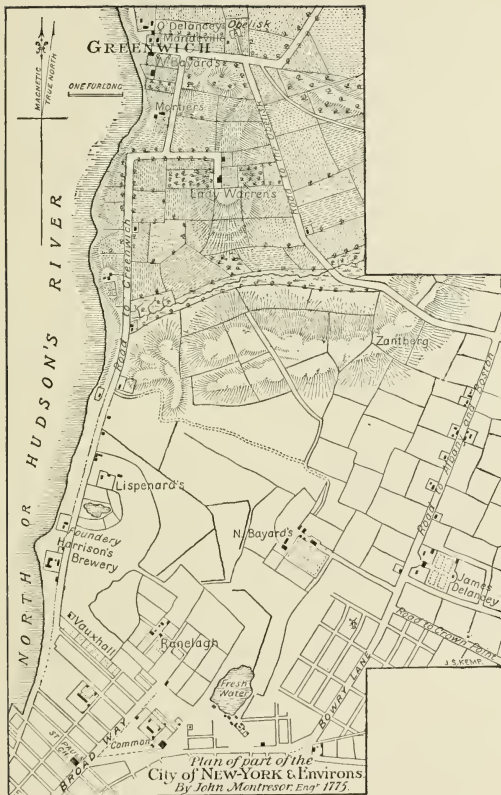 O. Delancey's
Obelisk
Mandeville
GREENWICH
W. Bayard's
MAGNETIC
TRUE NORTH
ONE FURLONG
Mortiers
Lady Warren's
Road to Greenwich
NORTH OR HUDSON'S RIVER
Zantberg
Road to Albany and Boston
Lispenard's
N. Bayard's
Foundery
Harrison's
Brewery
James
Delancey
Road to Crown Point
J.S. KEMP.
Vauxhall
Ranelagh
Fresh
Water
BOWRY LANE
ST. PAUL'S
CH.
BROAD WAY
Common
Plan of part of the
City of NEW-YORK & Environs
By John Montresor, Engr. 1775.